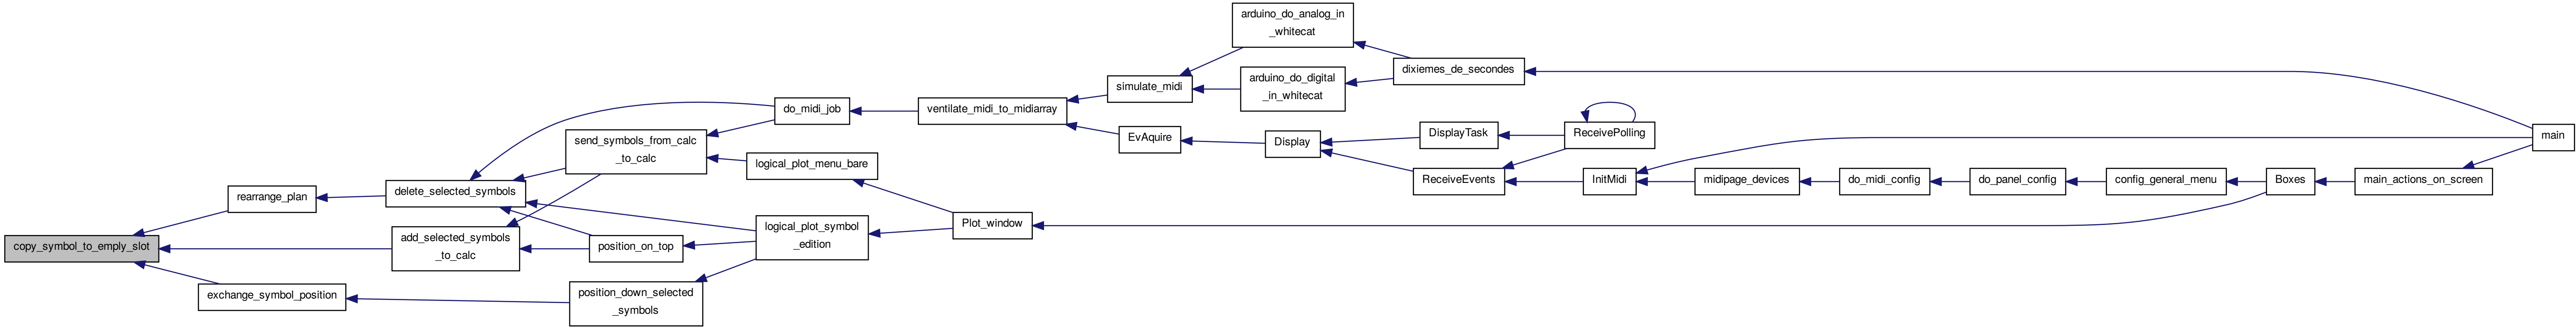 copy_symbol_to_emply_slot
rearrange_plan
exchange_symbol_position
delete_selected_symbols
add_selected_symbols
_to_calc
send_symbols_from_calc
_to_calc
position_on_top
position_down_selected
_symbols
do_midi_job
logical_plot_menu_bare
logical_plot_symbol
_edition
ventilate_midi_to_midiarray
Plot_window
simulate_midi
EvAquire
arduino_do_analog_in
_whitecat
arduino_do_digital
_in_whitecat
Display
dixiemes_de_secondes
DisplayTask
ReceiveEvents
ReceivePolling
InitMidi
midipage_devices
do_midi_config
do_panel_config
config_general_menu
Boxes
main_actions_on_screen
main